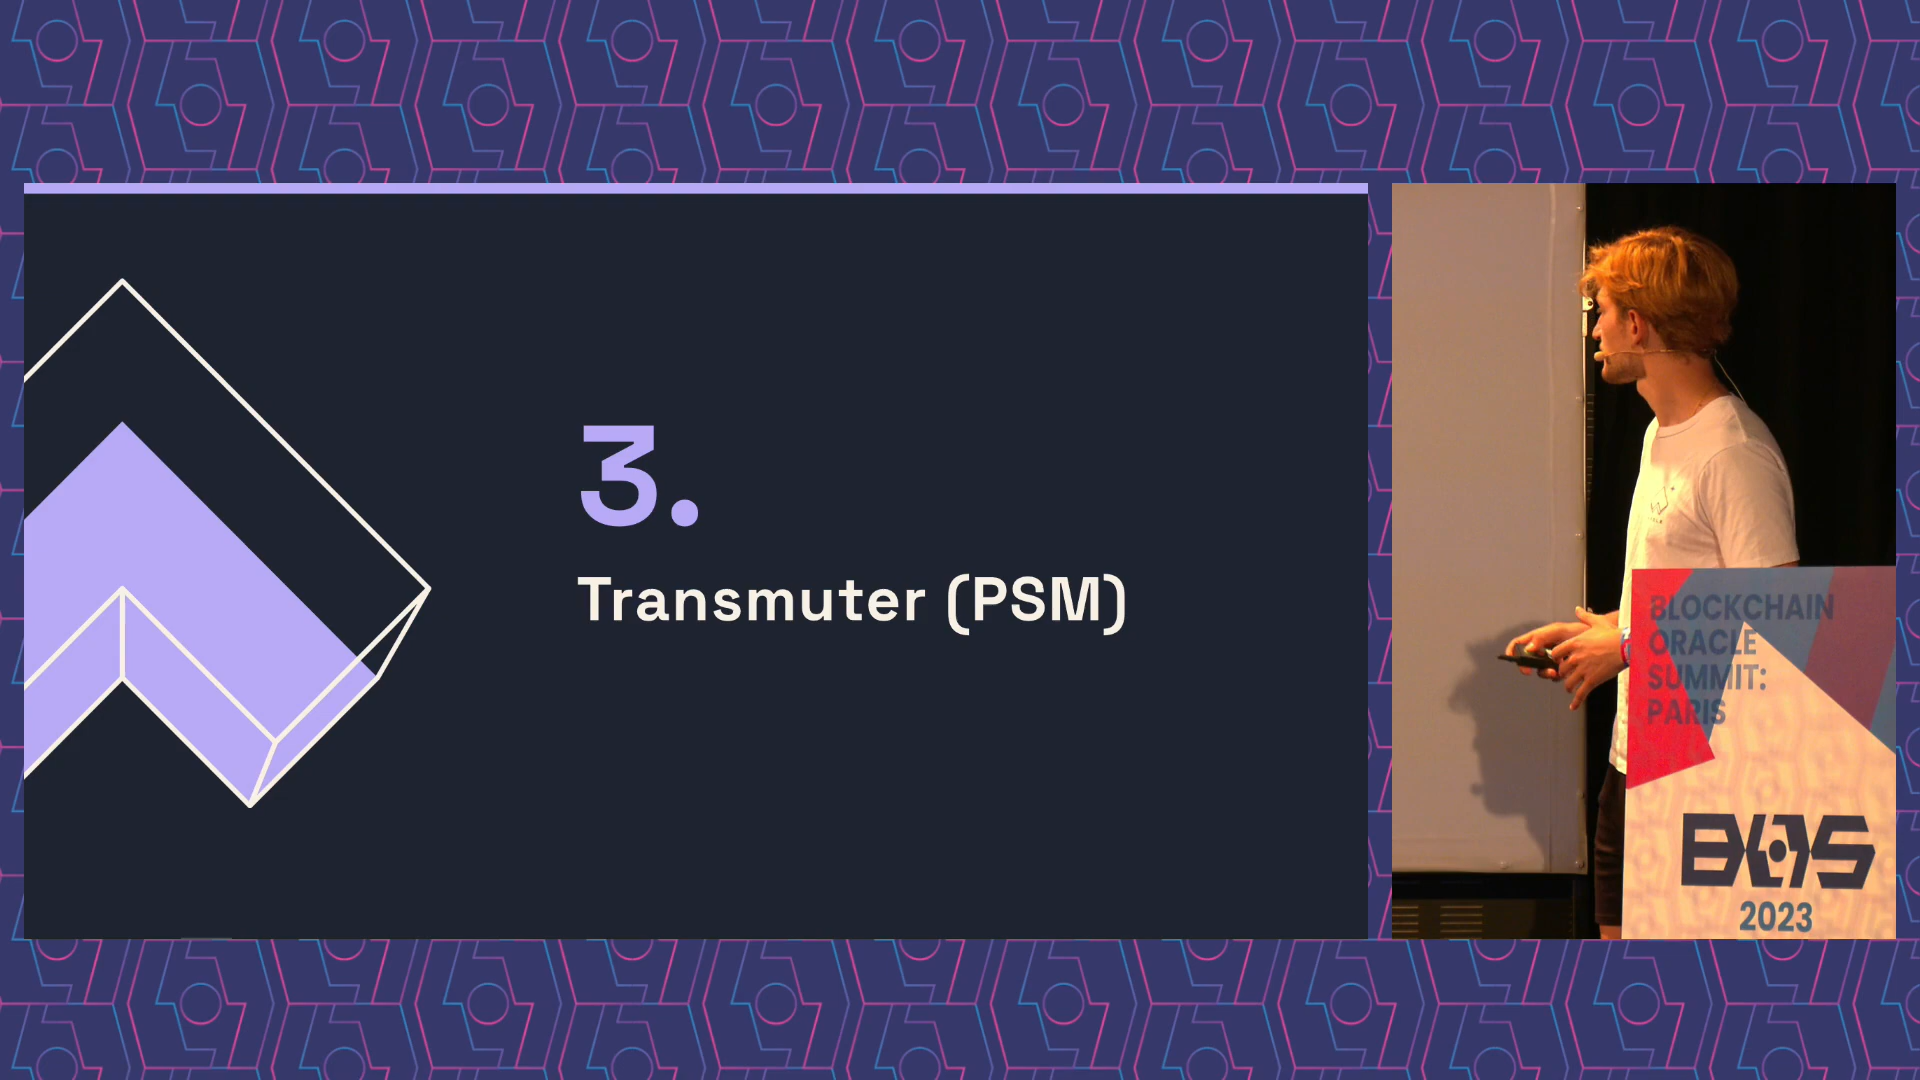 3.
Transmuter (PSM)
BLOCKCHAIN
ORACLE
SUMMIT:
PARIS
BOS
2023